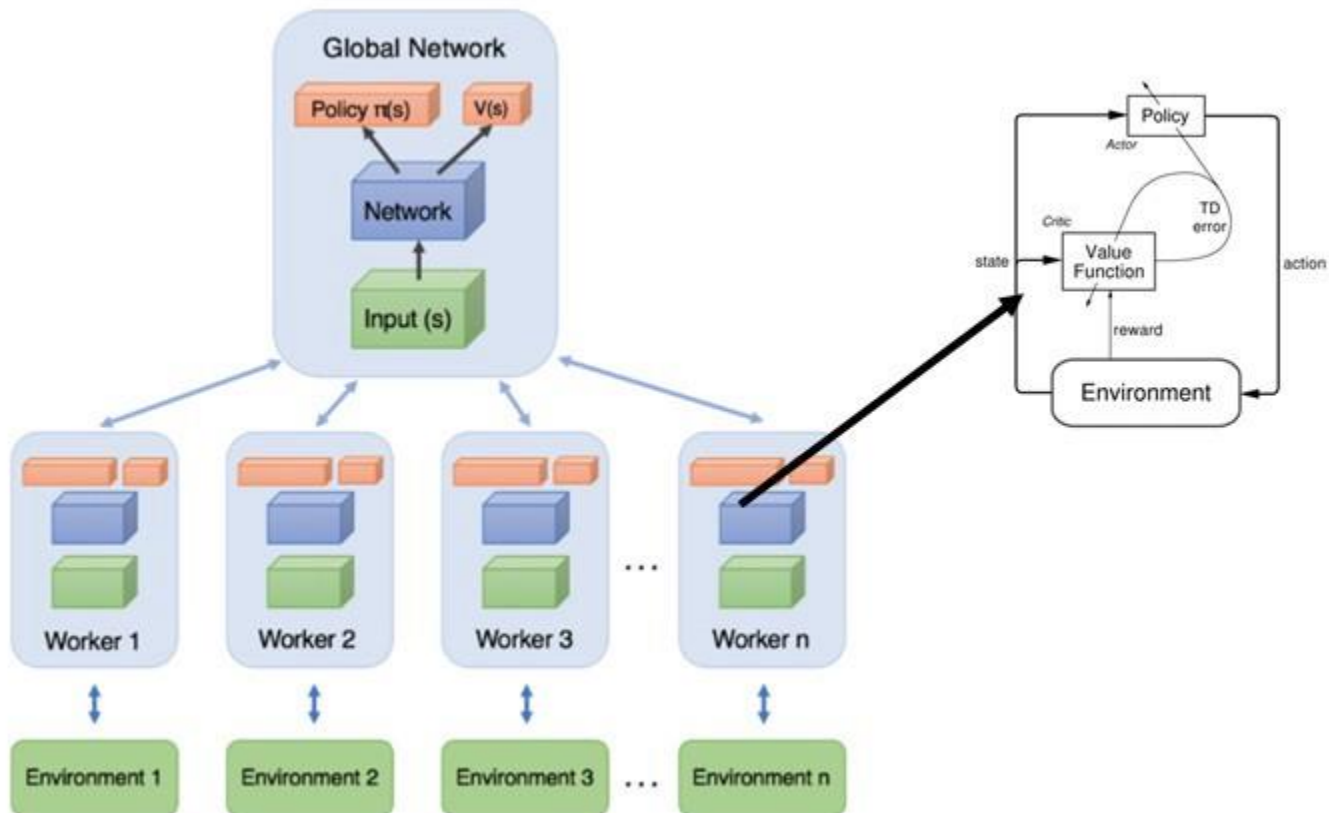 Global Network
Policy π(s)
V(s)
Network
Input (s)
Worker 1
Worker 2
Worker 3
...
Worker n
Environment 1
Environment 2
Environment 3
...
Environment n
Policy
Actor
TD
error
Critic
Value
Function
state
action
reward
Environment